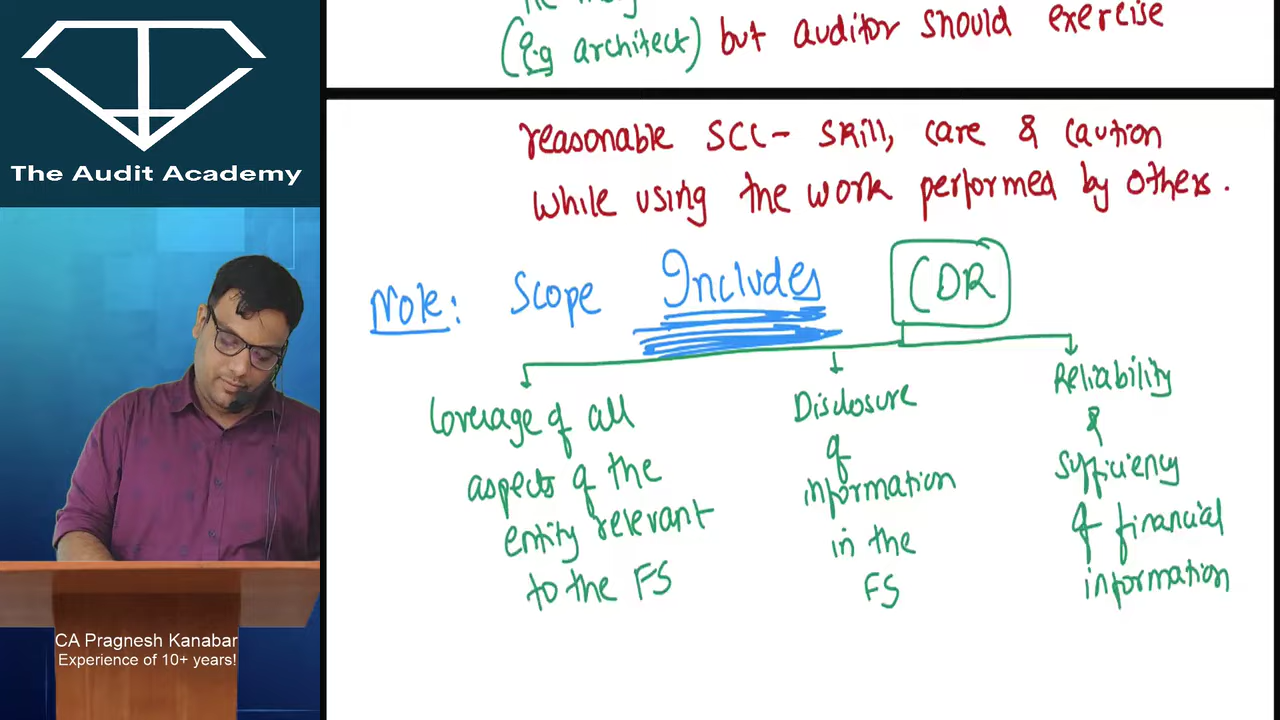 The Audit Academy
CA Pragnesh Kanabar
Experience of 10+ years!
(e.g architect) but auditor should exercise
reasonable SCC- Skill, care & caution
while using the work performed by others.
Note: Scope Includes CDR
Coverage of all
aspects of the
entity relevant
to the FS
Disclosure
of
information
in the
FS
Reliability
&
Sufficiency
of financial
information